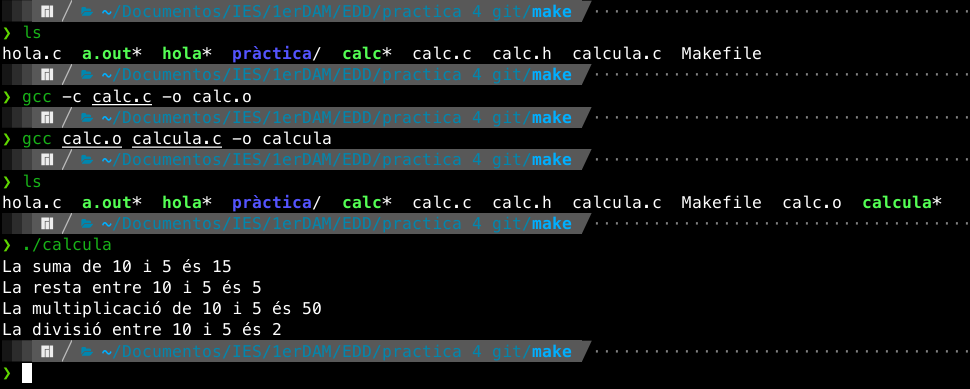 ~/Documentos/IES/1erDAM/EDD/practica 4 git/make
❯ ls
hola.c a.out* hola* pràctica/ calc* calc.c calc.h calcula.c Makefile
~/Documentos/IES/1erDAM/EDD/practica 4 git/make
❯ gcc -c calc.c -o calc.o
~/Documentos/IES/1erDAM/EDD/practica 4 git/make
❯ gcc calc.o calcula.c -o calcula
~/Documentos/IES/1erDAM/EDD/practica 4 git/make
❯ ls
hola.c a.out* hola* pràctica/ calc* calc.c calc.h calcula.c Makefile calc.o calcula*
~/Documentos/IES/1erDAM/EDD/practica 4 git/make
❯ ./calcula
La suma de 10 i 5 és 15
La resta entre 10 i 5 és 5
La multiplicació de 10 i 5 és 50
La divisió entre 10 i 5 és 2
~/Documentos/IES/1erDAM/EDD/practica 4 git/make
❯